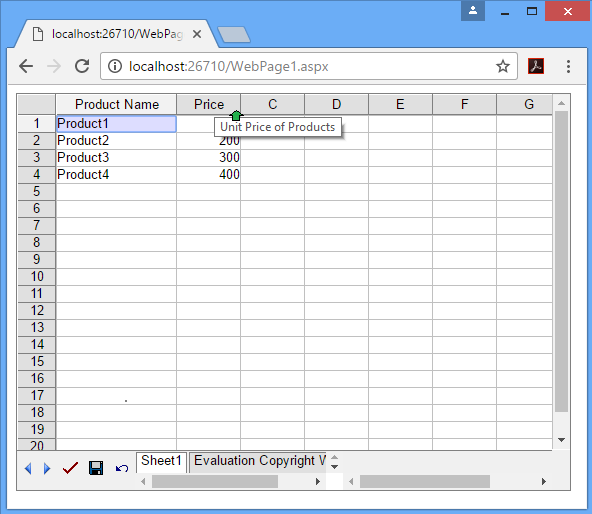 localhost:26710/WebPag
localhost:26710/WebPage1.aspx
Product Name Price C D E F G
1 Product1
Unit Price of Products
2 Product2 200
3 Product3 300
4 Product4 400
5
6
7
8
9
10
11
12
13
14
15
16
17
18
19
20
Sheet1 Evaluation Copyright W